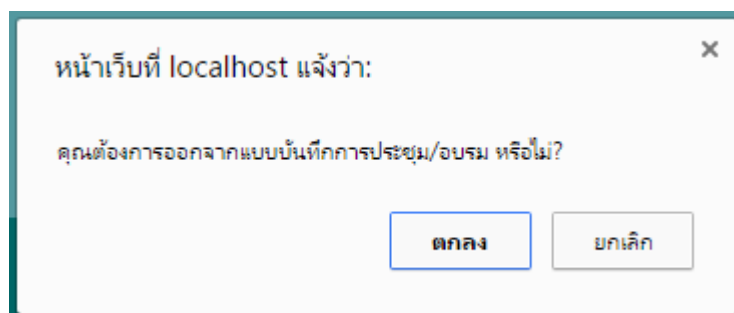 หน้าเว็บที่ localhost แจ้งว่า:
คุณต้องการออกจากแบบบันทึกการประชุม/อบรม หรือไม่?
ตกลง ยกเลิก